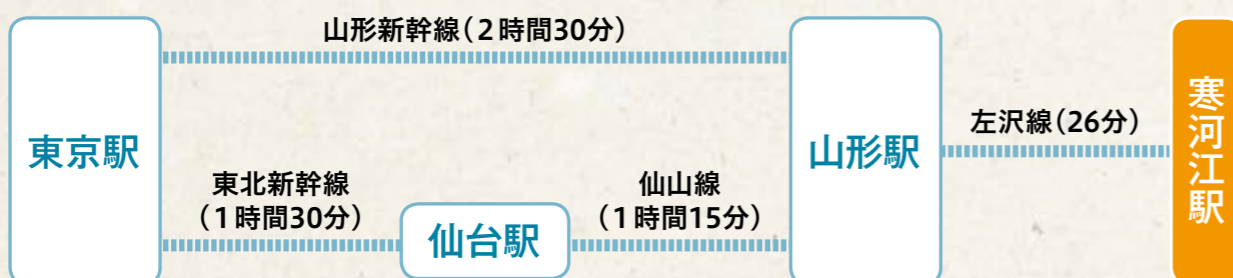 山形新幹線（2時間30分）
東京駅
東北新幹線
（1時間30分）
仙台駅
仙山線
（1時間15分）
山形駅
左沢線（26分）
寒河江駅